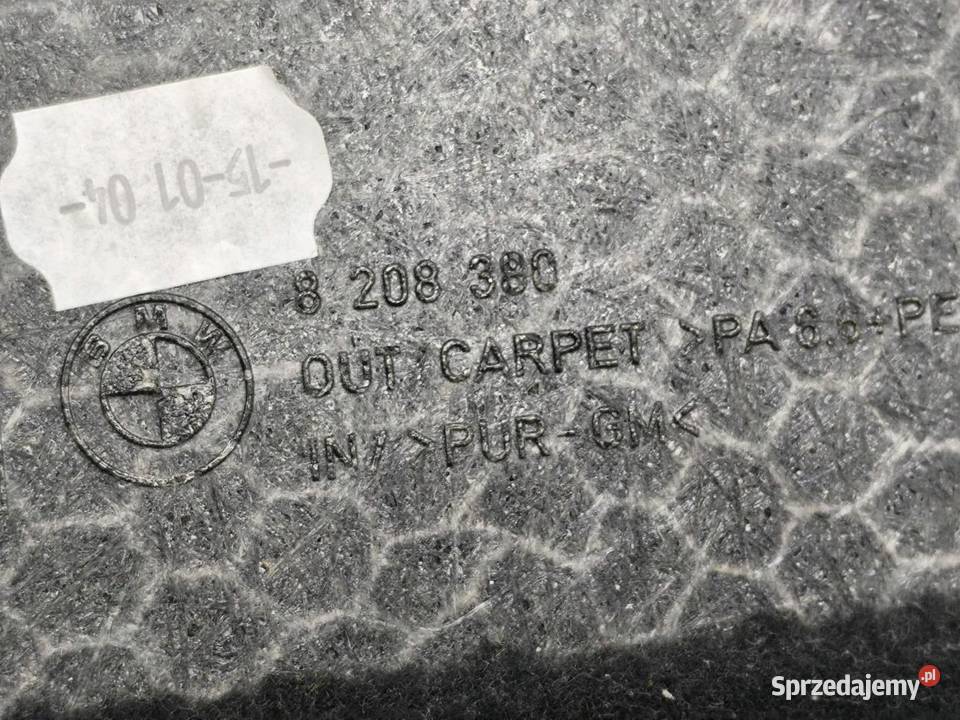 -15-01 04-
BMW
8 208 380
OUT/CARPET >PA 6.6+PE
IN/ >PUR-GM<
Sprzedajemy.pl